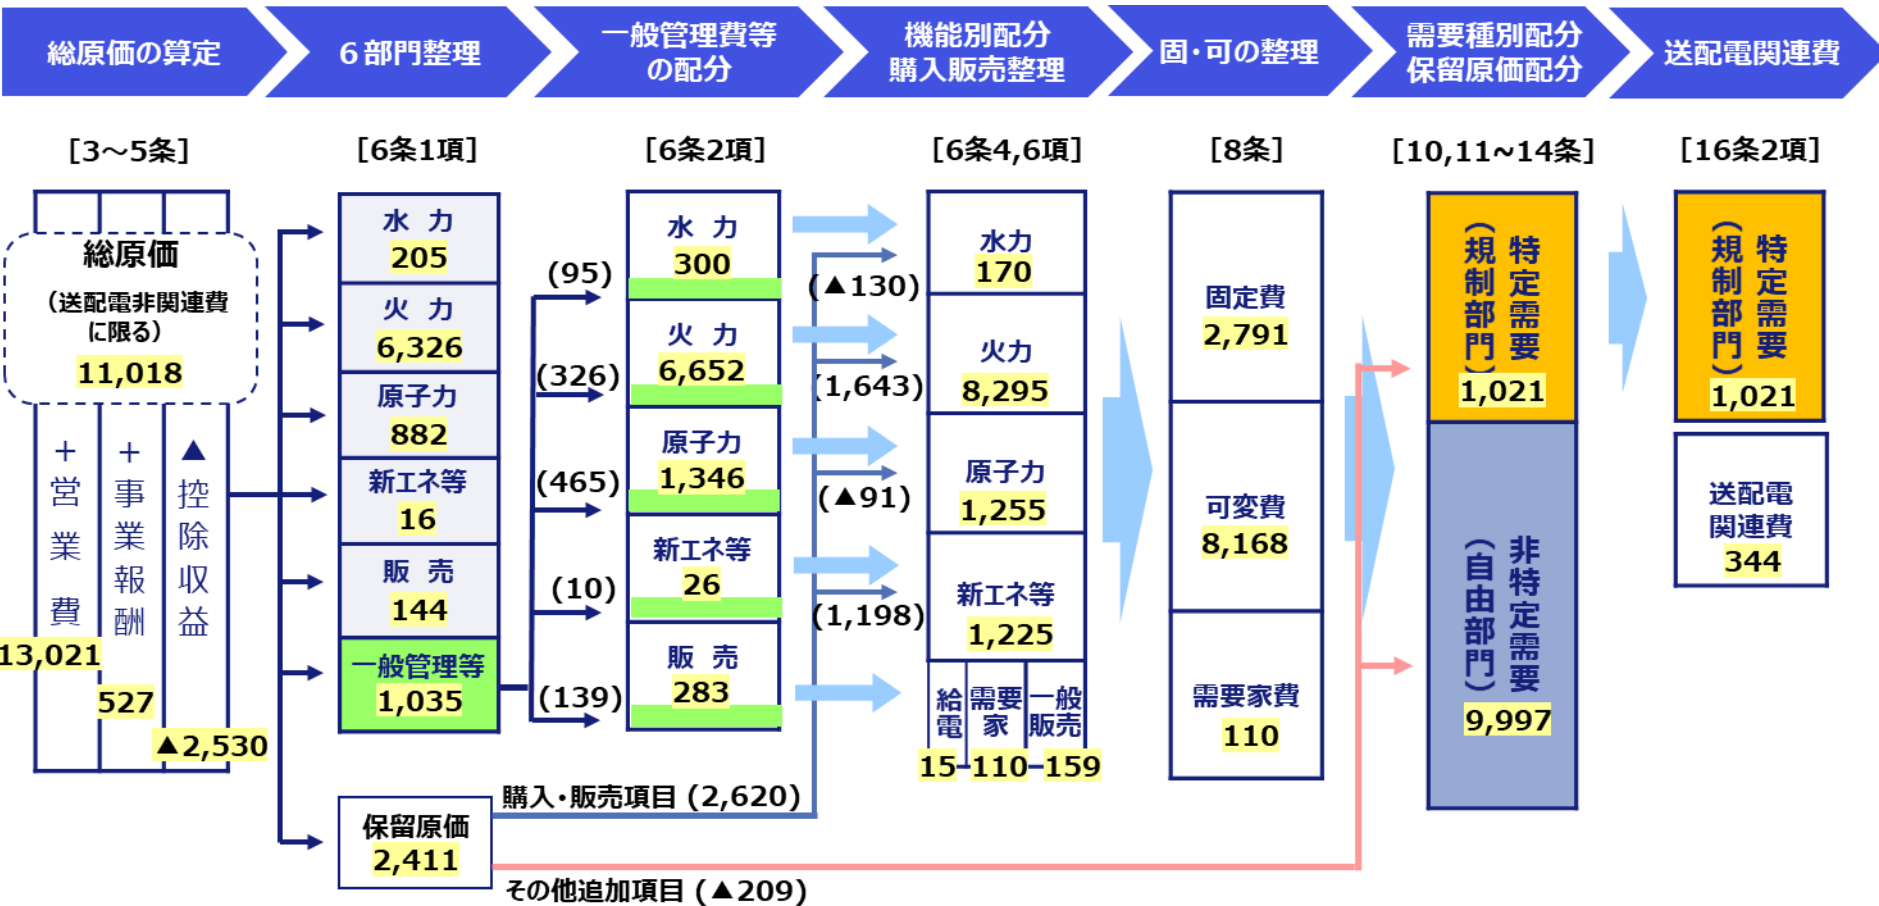 総原価の算定
６部門整理
一般管理費等
の配分
機能別配分
購入販売整理
固・可の整理
需要種別配分
保留原価配分
送配電関連費
[3～5条]
[6条1項]
[6条2項]
[6条4,6項]
[8条]
[10,11~14条]
[16条2項]
総原価
（送配電非関連費
に限る）
11,018
＋営業費
13,021
＋事業報酬
527
▲控除収益
▲2,530
水 力
205
火 力
6,326
原子力
882
新エネ等
16
販 売
144
一般管理等
1,035
保留原価
2,411
(95)
(326)
(465)
(10)
(139)
水 力
300
火 力
6,652
原子力
1,346
新エネ等
26
販 売
283
購入・販売項目 (2,620)
その他追加項目 (▲209)
(▲130)
(1,643)
(▲91)
(1,198)
水力
170
火力
8,295
原子力
1,255
新エネ等
1,225
給電
15
需要家
110
一般販売
159
固定費
2,791
可変費
8,168
需要家費
110
特定需要
（規制部門）
1,021
非特定需要
（自由部門）
9,997
特定需要
（規制部門）
1,021
送配電
関連費
344